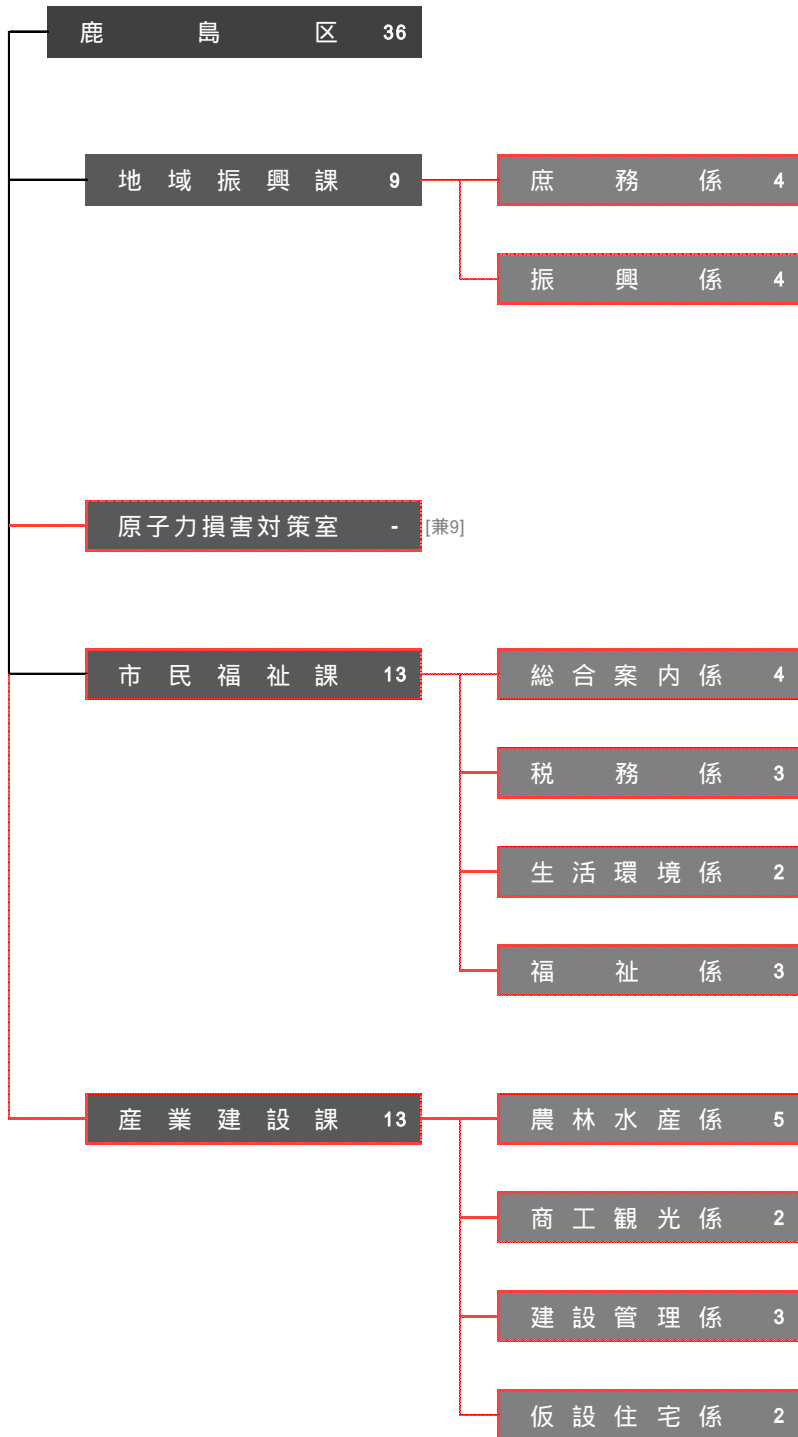 鹿島区 36
地域振興課 9
庶務係 4
振興係 4
原子力損害対策室 - [兼9]
市民福祉課 13
総合案内係 4
税務係 3
生活環境係 2
福祉係 3
産業建設課 13
農林水産係 5
商工観光係 2
建設管理係 3
仮設住宅係 2